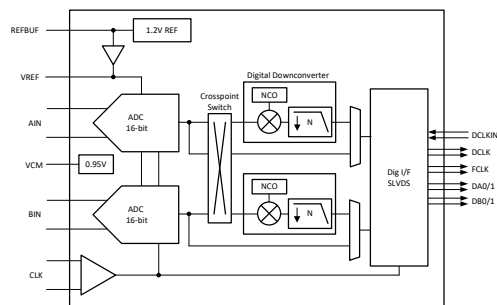 REFBUF
1.2V REF
VREF
Crosspoint
Switch
Digital Downconverter
NCO
N
AIN
ADC
16-bit
VCM
0.95V
Dig I/F
SLVDS
DCLKIN
DCLK
FCLK
DA0/1
DB0/1
BIN
ADC
16-bit
NCO
N
CLK